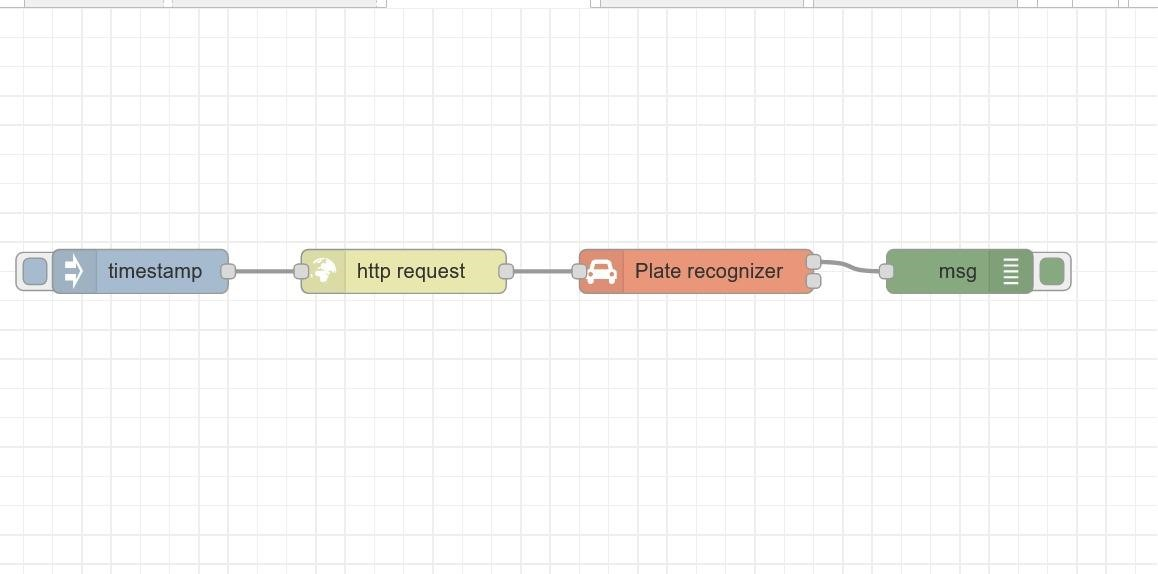 timestamp
http request
Plate recognizer
msg